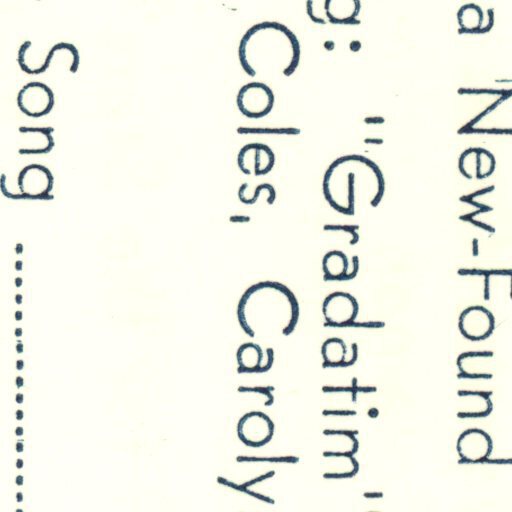 a New-Found
g: "Gradatim"
Coles, Caroly
Song ..............